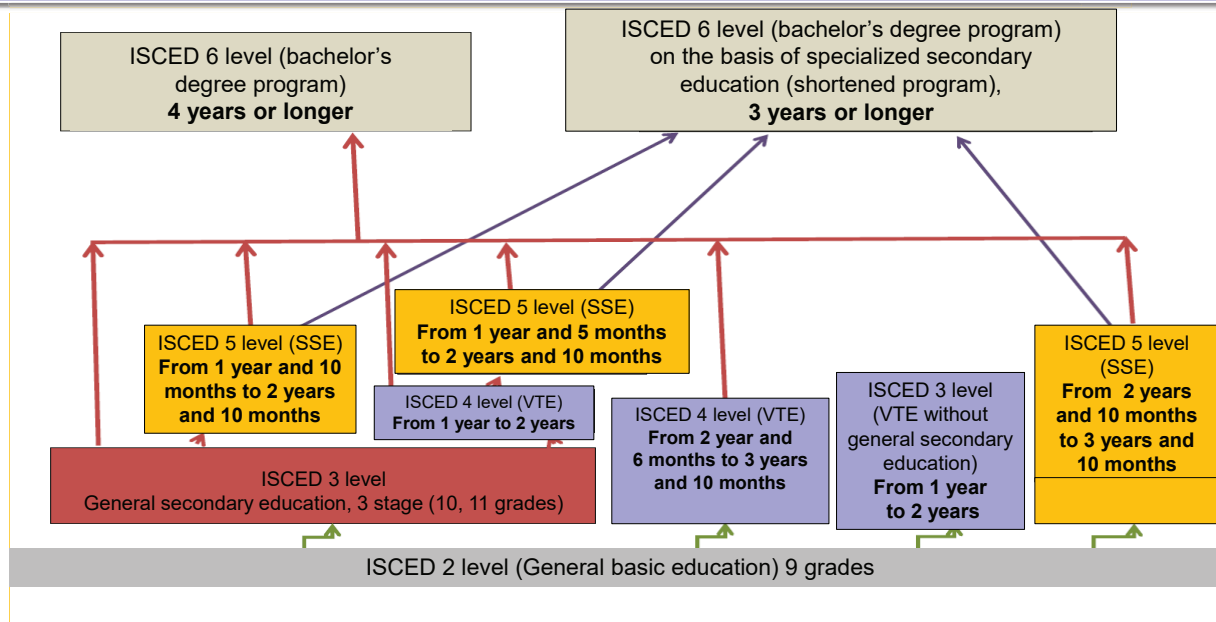 ISCED 6 level (bachelor’s
degree program)
4 years or longer
ISCED 6 level (bachelor’s degree program)
on the basis of specialized secondary
education (shortened program),
3 years or longer
ISCED 5 level (SSE)
From 1 year and 10
months to 2 years
and 10 months
ISCED 5 level (SSE)
From 1 year and 5 months
to 2 years and 10 months
ISCED 4 level (VTE)
From 1 year to 2 years
ISCED 4 level (VTE)
From 2 year and
6 months to 3 years
and 10 months
ISCED 3 level
(VTE without
general secondary
education)
From 1 year
to 2 years
ISCED 5 level
(SSE)
From 2 years
and 10 months
to 3 years and
10 months
ISCED 3 level
General secondary education, 3 stage (10, 11 grades)
ISCED 2 level (General basic education) 9 grades